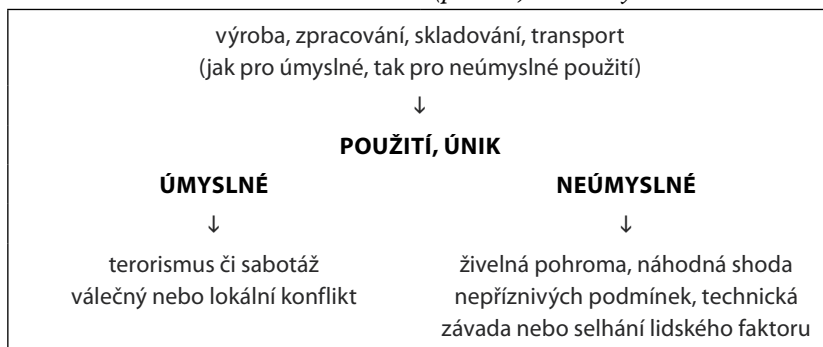 výroba, zpracování, skladování, transport
(jak pro úmyslné, tak pro neúmyslné použití)
↓
POUŽITÍ, ÚNIK
ÚMYSLNÉ
↓
terorismus či sabotáž
válečný nebo lokální konflikt
NEÚMYSLNÉ
↓
živelná pohroma, náhodná shoda
nepříznivých podmínek, technická
závada nebo selhání lidského faktoru